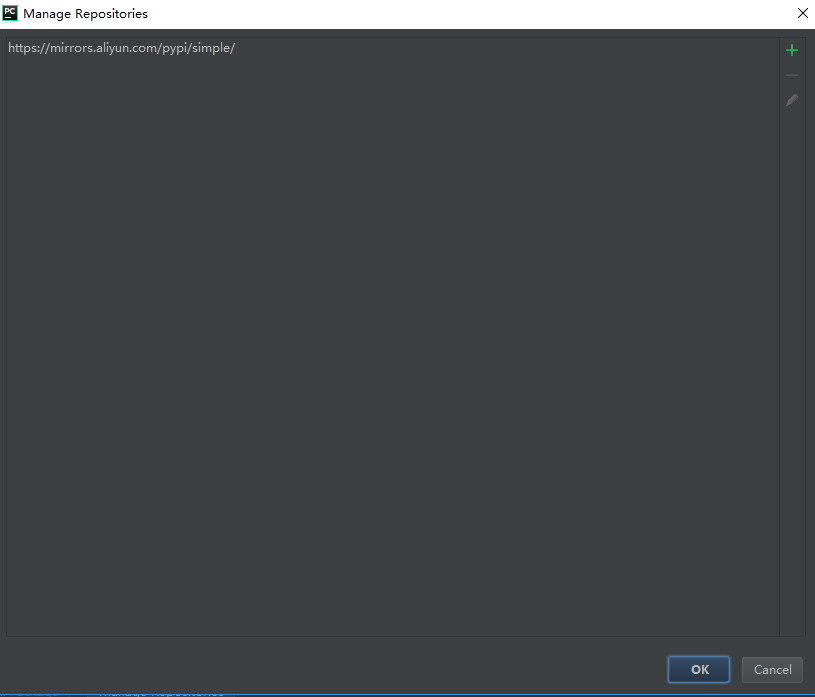 PC
Manage Repositories
https://mirrors.aliyun.com/pypi/simple/
OK
Cancel